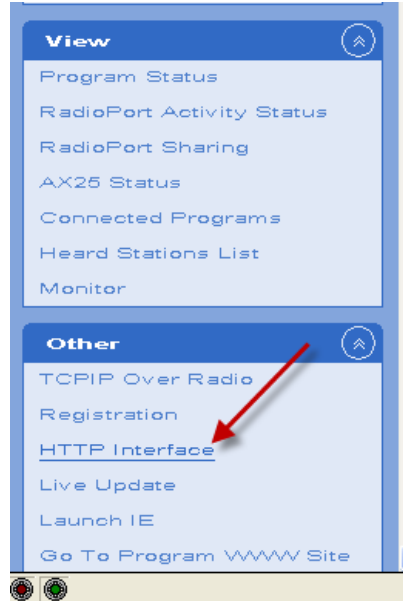 View
Program Status
RadioPort Activity Status
RadioPort Sharing
AX25 Status
Connected Programs
Heard Stations List
Monitor
Other
TCPIP Over Radio
Registration
HTTP Interface
Live Update
Launch IE
Go To Program WWW Site